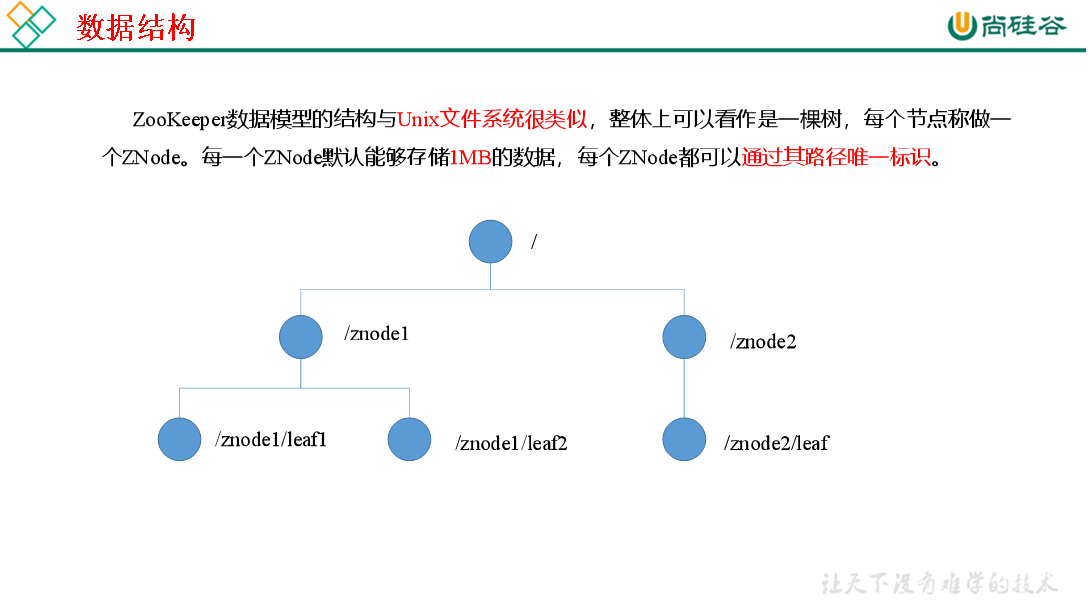 数据结构
尚硅谷
ZooKeeper数据模型的结构与Unix文件系统很类似，整体上可以看作是一棵树，每个节点称做一
个ZNode。每一个ZNode默认能够存储1MB的数据，每个ZNode都可以通过其路径唯一标识。
/
/znode1
/znode2
/znode1/leaf1
/znode1/leaf2
/znode2/leaf
让天下没有难学的技术